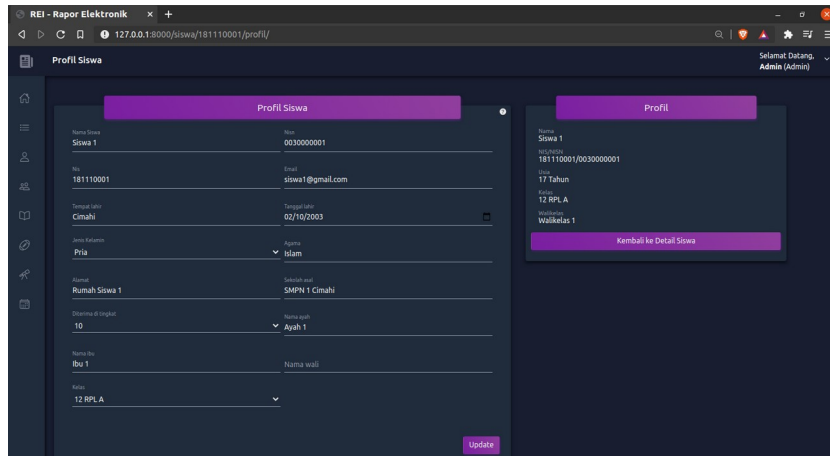 REI - Rapor Elektronik
127.0.0.1:8000/siswa/181110001/profil/
Profil Siswa
Selamat Datang,
Admin (Admin)
Profil Siswa
Nama Siswa
Siswa 1
Nisn
0030000001
Nis
181110001
Email
siswa1@gmail.com
Tempat lahir
Cimahi
Tanggal lahir
02/10/2003
Jenis Kelamin
Pria
Agama
Islam
Alamat
Rumah Siswa 1
Sekolah asal
SMPN 1 Cimahi
Diterima di tingkat
10
Nama ayah
Ayah 1
Nama ibu
Ibu 1
Nama wali
Kelas
12 RPL A
Update
Profil
Nama
Siswa 1
NIS/NISN
181110001/0030000001
Usia
17 Tahun
Kelas
12 RPL A
Walikelas
Walikelas 1
Kembali ke Detail Siswa